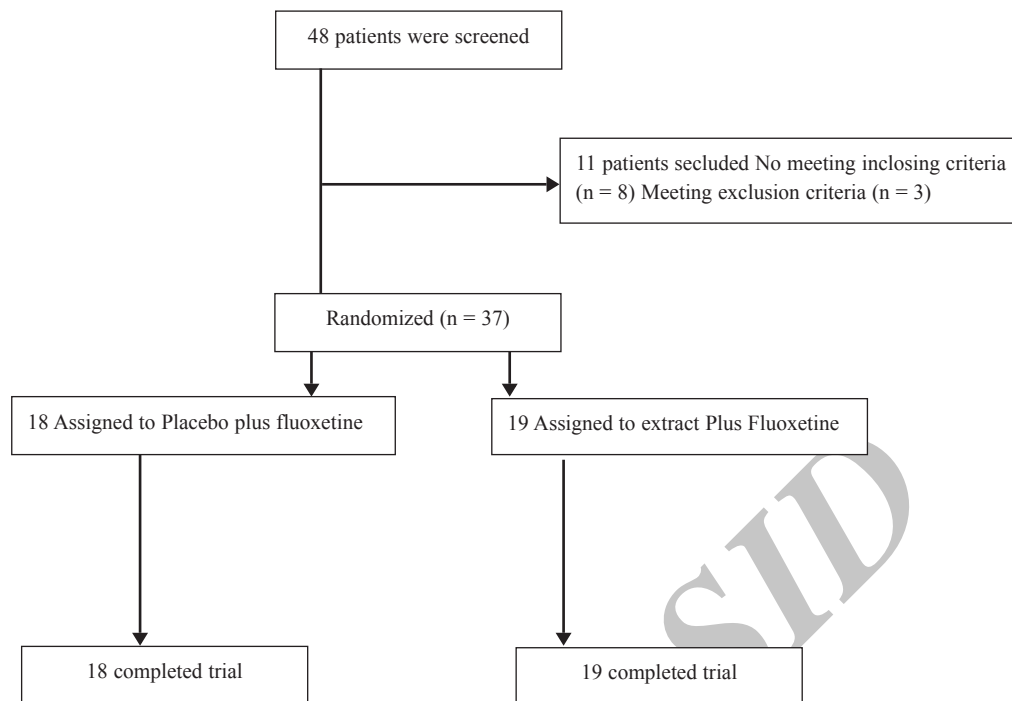 48 patients were screened
11 patients secluded No meeting inclosing criteria
(n = 8) Meeting exclusion criteria (n = 3)
Randomized (n = 37)
18 Assigned to Placebo plus fluoxetine
19 Assigned to extract Plus Fluoxetine
SID
18 completed trial
19 completed trial